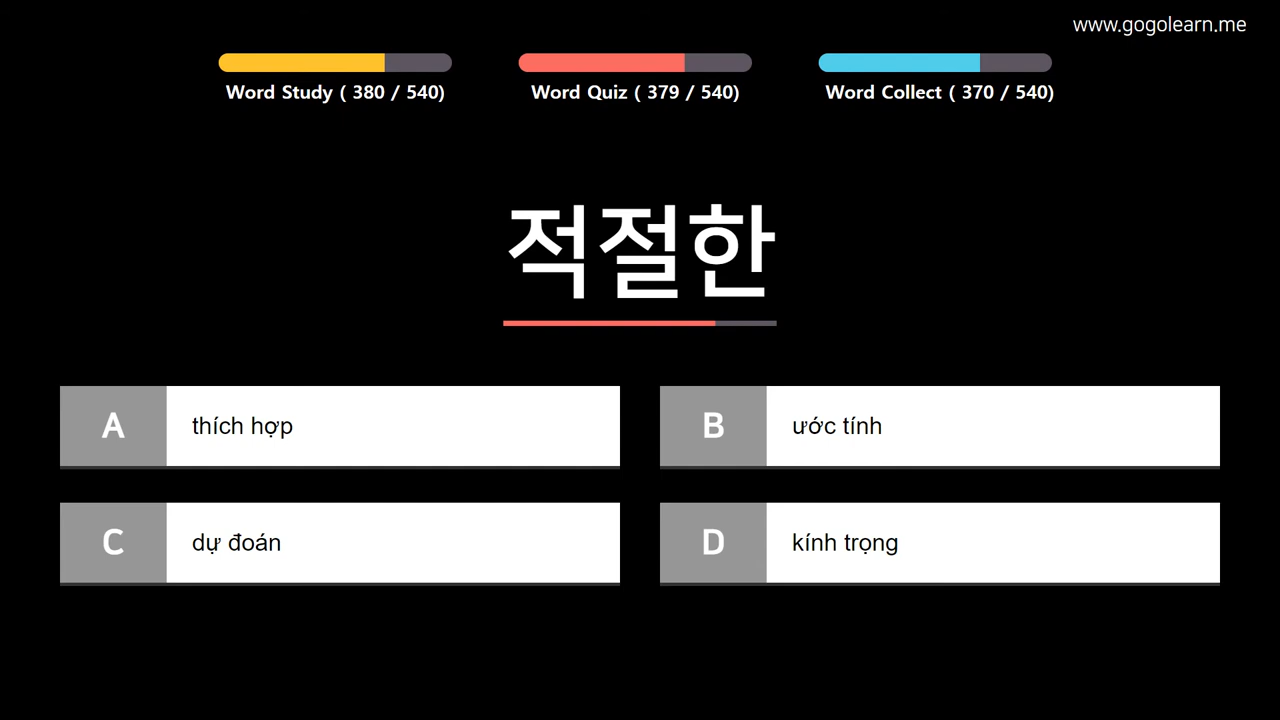 www.gogolearn.me
Word Study ( 380 / 540)
Word Quiz ( 379 / 540)
Word Collect ( 370 / 540)
적절한
A thích hợp
B ước tính
C dự đoán
D kính trọng